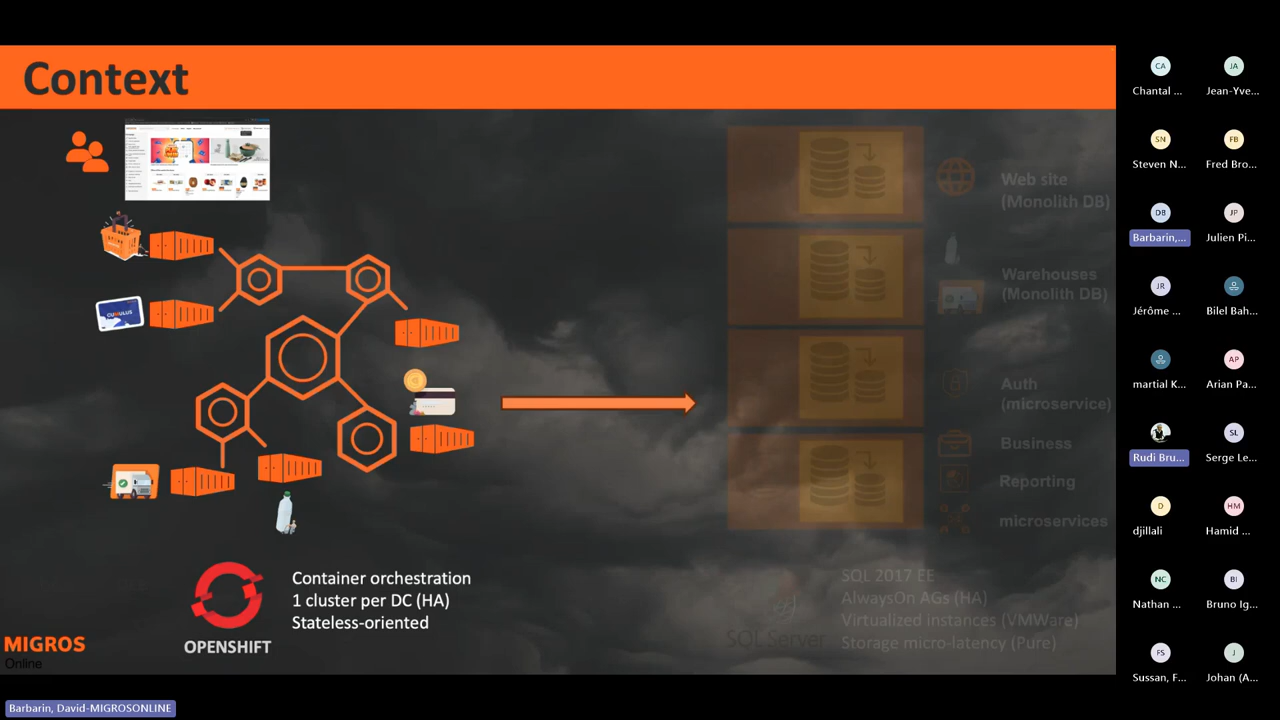 Context
CUMULUS
Web site
(Monolith DB)
Warehouses
(Monolith DB)
Auth
(microservice)
Business
Reporting
microservices
Container orchestration
1 cluster per DC (HA)
Stateless-oriented
OPENSHIFT
SQL Server
SQL 2017 EE
AlwaysOn AGs (HA)
Virtualized instances (VMWare)
Storage micro-latency (Pure)
MIGROS
Online
CA
Chantal ...
JA
Jean-Yve...
SN
Steven N...
FB
Fred Bro...
DB
Barbarin,...
JP
Julien Pi...
JR
Jérôme ...
Bilel Bah...
martial K...
AP
Arian Pa...
Rudi Bru...
SL
Serge Le...
D
djillali
HM
Hamid ...
NC
Nathan ...
BI
Bruno Ig...
FS
Sussan, F...
J
Johan (A...
Barbarin, David-MIGROSONLINE